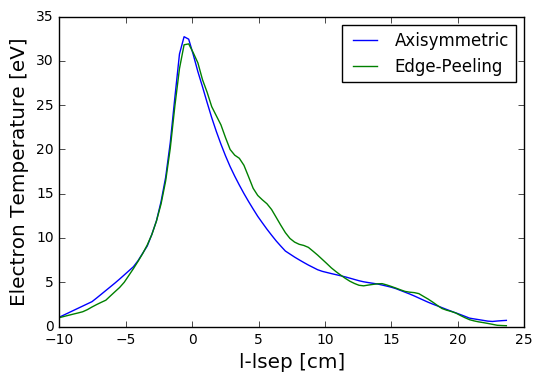 35
30
25
20
15
10
5
0
Electron Temperature [eV]
Axisymmetric
Edge-Peeling
−10 −5 0 5 10 15 20 25
l-lsep [cm]